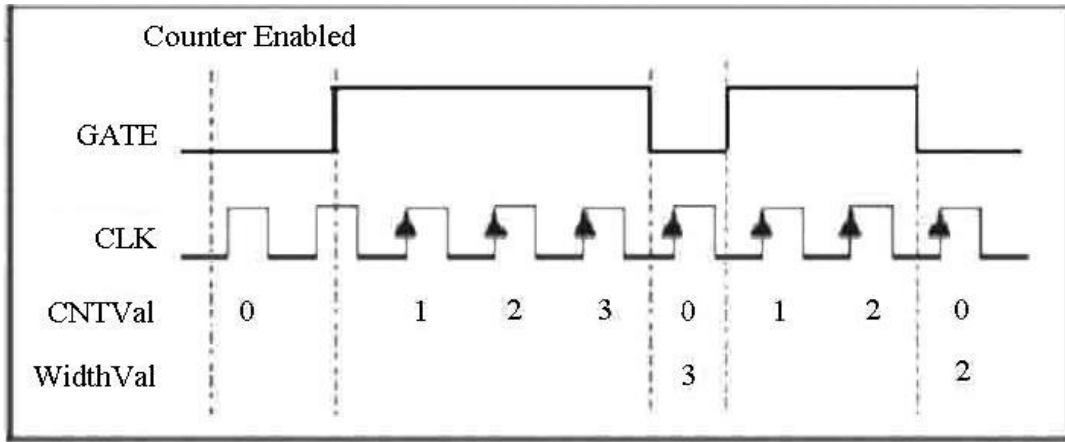 Counter Enabled
GATE
CLK
CNTVal 0 1 2 3 0 1 2 0
WidthVal 3 2